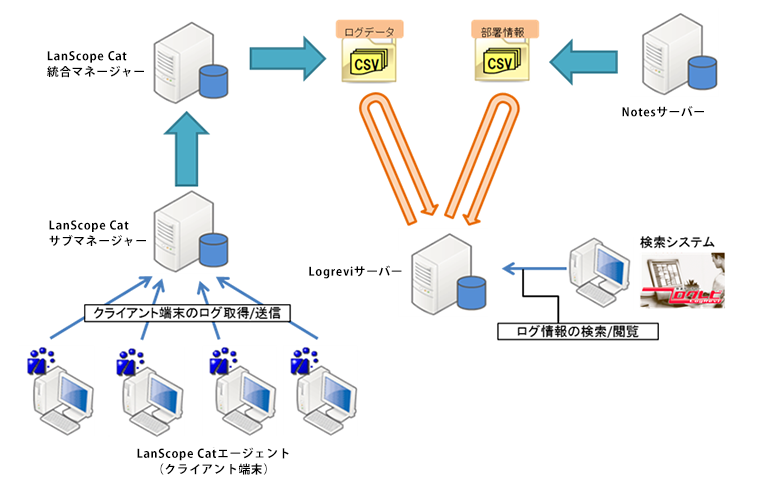 ログデータ
部署情報
LanScope Cat
統合マネージャー
CSV
CSV
Notesサーバー
LanScope Cat
サブマネージャー
Logreviサーバー
検索システム
ログレビ
クライアント端末のログ取得/送信
ログ情報の検索/閲覧
LanScope Catエージェント
(クライアント端末)